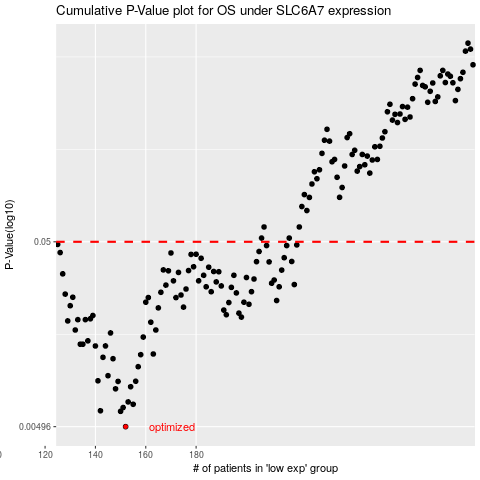 Cumulative P-Value plot for OS under SLC6A7 expression
P-Value(log10)
0.05
0.00496
optimized
0 120 140 160 180
# of patients in 'low exp' group